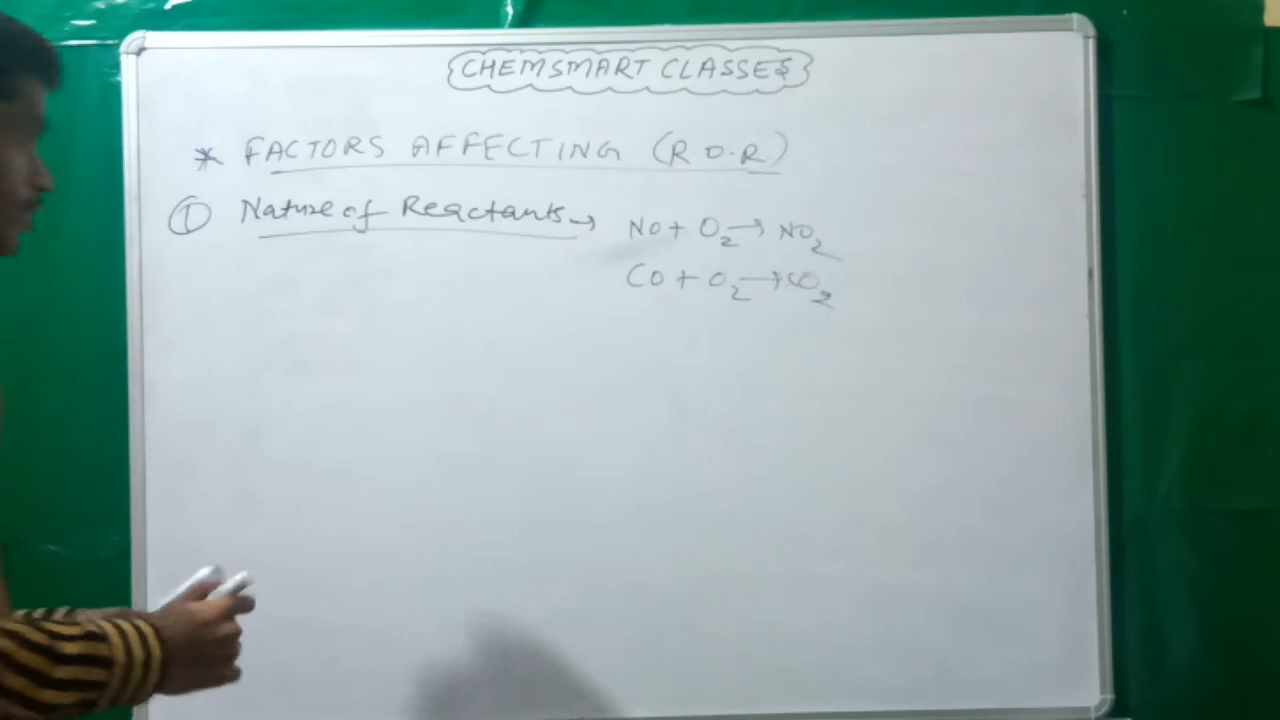 CHEMSMART CLASSES
* FACTORS AFFECTING (R.O.R)
① Nature of Reactants → NO + O₂ → NO₂
CO + O₂ → CO₂